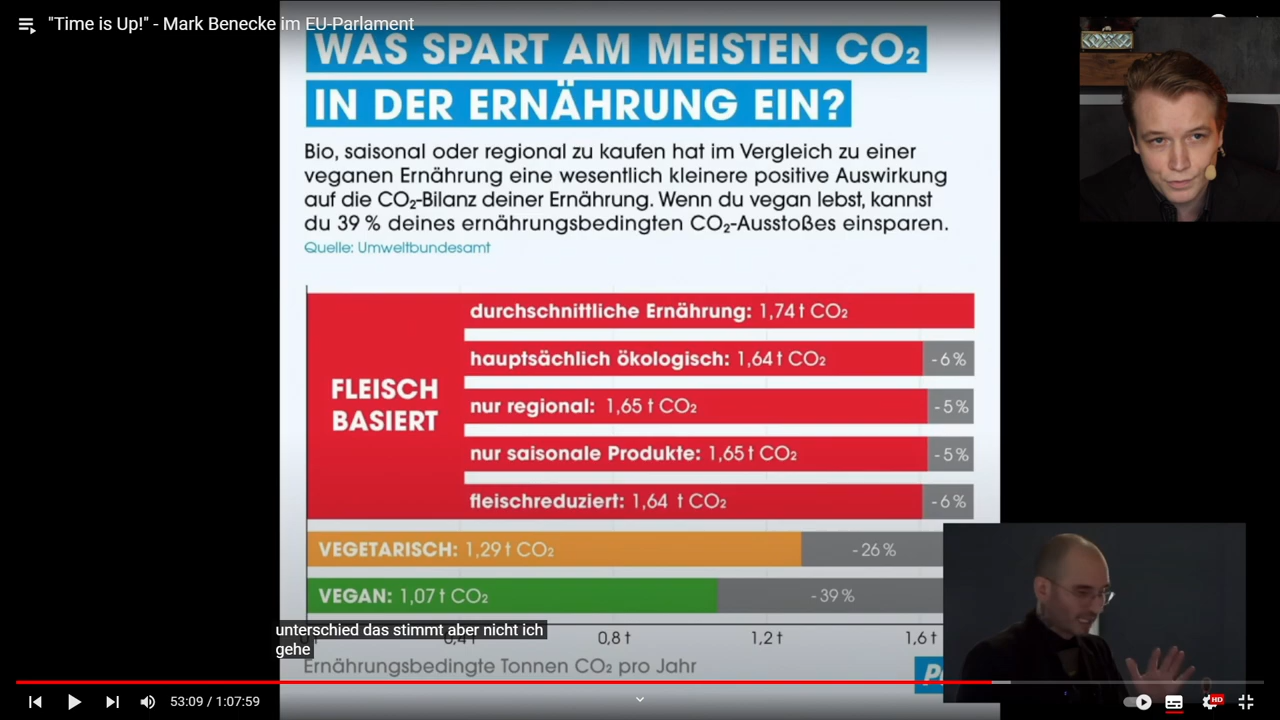 "Time is Up!" - Mark Benecke im EU-Parlament
WAS SPART AM MEISTEN CO₂
IN DER ERNÄHRUNG EIN?
Bio, saisonal oder regional zu kaufen hat im Vergleich zu einer
veganen Ernährung eine wesentlich kleinere positive Auswirkung
auf die CO₂-Bilanz deiner Ernährung. Wenn du vegan lebst, kannst
du 39 % deines ernährungsbedingten CO₂-Ausstoßes einsparen.
Quelle: Umweltbundesamt
FLEISCH
BASIERT
durchschnittliche Ernährung: 1,74 t CO₂
hauptsächlich ökologisch: 1,64 t CO₂ - 6 %
nur regional: 1,65 t CO₂ - 5 %
nur saisonale Produkte: 1,65 t CO₂ - 5 %
fleischreduziert: 1,64 t CO₂ - 6 %
VEGETARISCH: 1,29 t CO₂ - 26 %
VEGAN: 1,07 t CO₂ - 39 %
0,4 t 0,8 t 1,2 t 1,6 t
unterschied das stimmt aber nicht ich
gehe
Ernährungsbedingte Tonnen CO₂ pro Jahr
53:09 / 1:07:59
HD